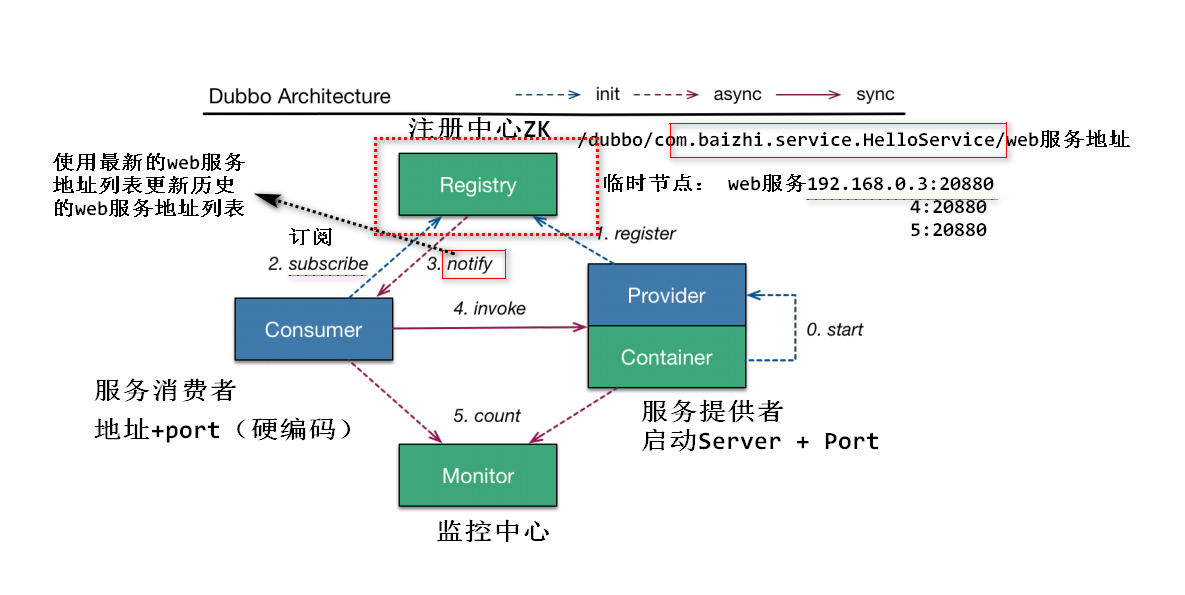 Dubbo Architecture
init
async
sync
注册中心ZK
/dubbo/com.baizhi.service.HelloService/web服务地址
使用最新的web服务
地址列表更新历史
的web服务地址列表
Registry
临时节点： web服务192.168.0.3:20880
4:20880
5:20880
订阅
1. register
2. subscribe
3. notify
Provider
Consumer
4. invoke
0. start
Container
服务消费者
地址+port（硬编码）
5. count
服务提供者
启动Server + Port
Monitor
监控中心